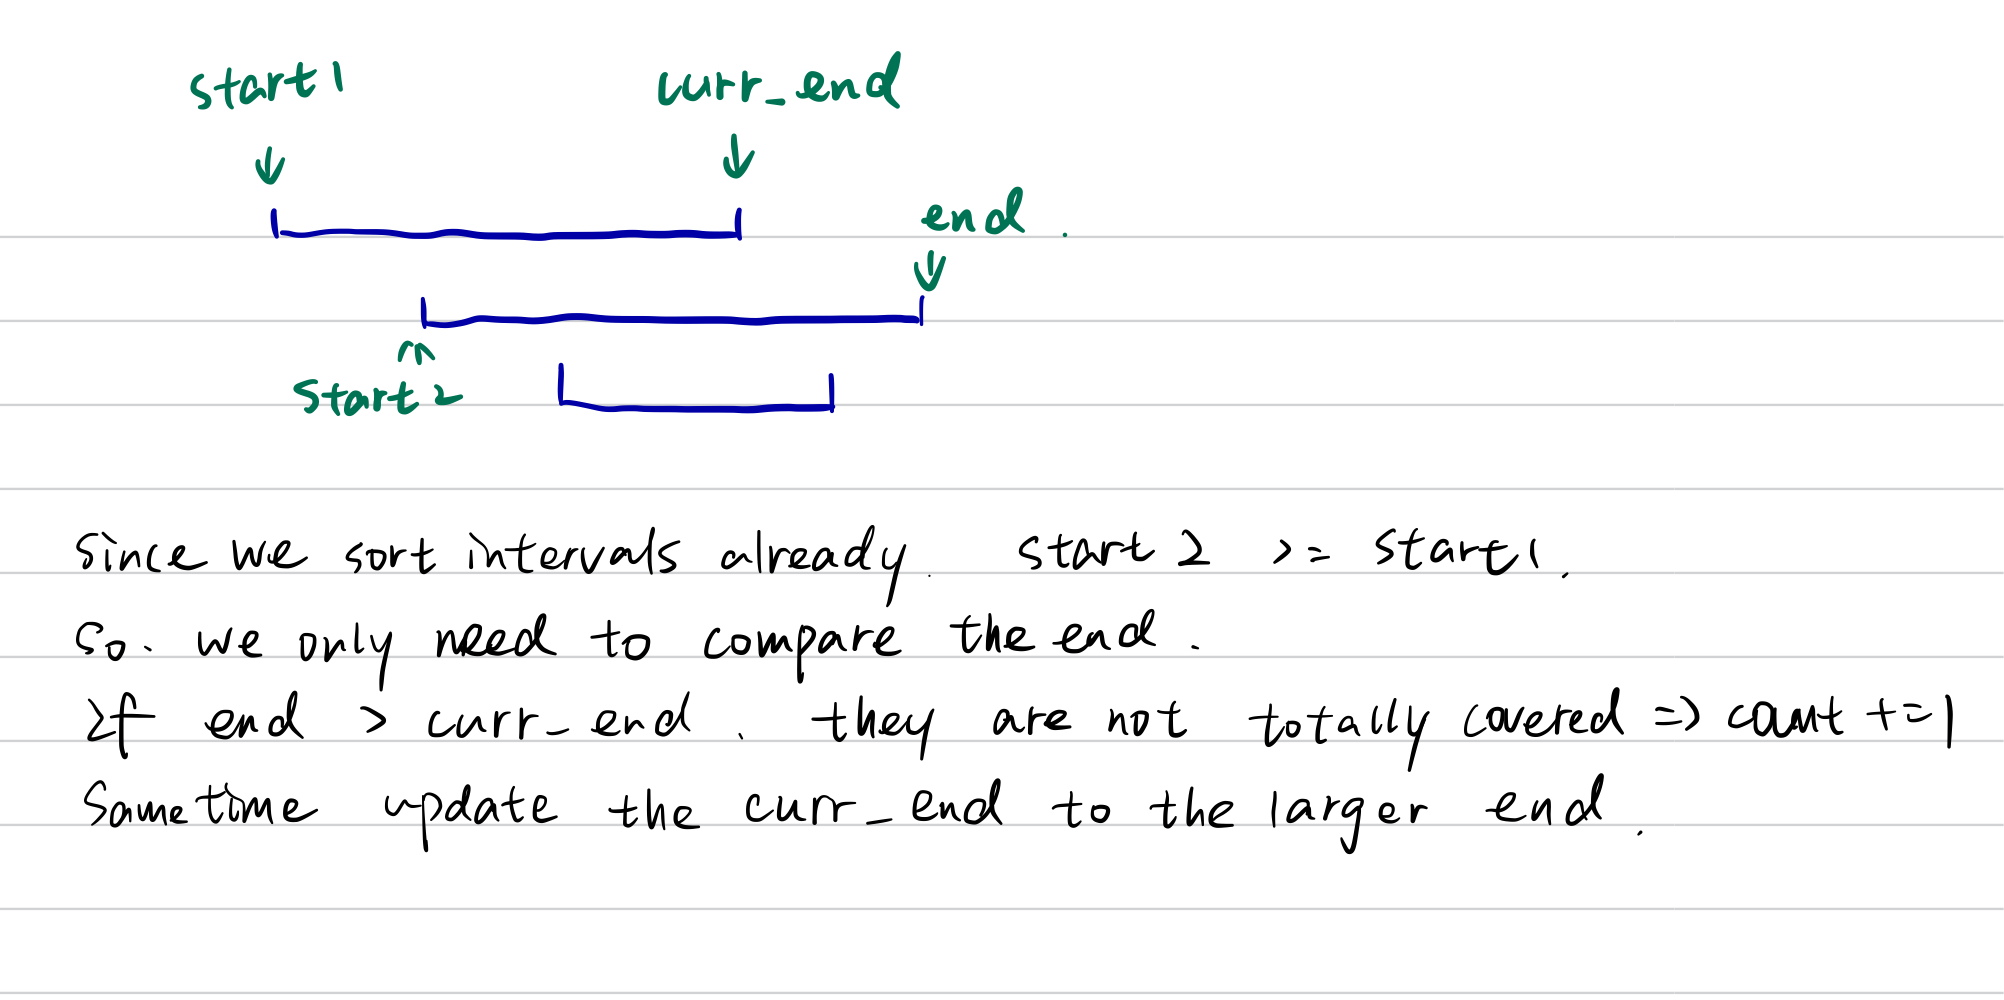 start1 curr_end
end.
start2
Since we sort intervals already. start2 >= start1.
So. we only need to compare the end.
If end > curr_end. they are not totally covered => count +=1
Sametime update the curr_end to the larger end.